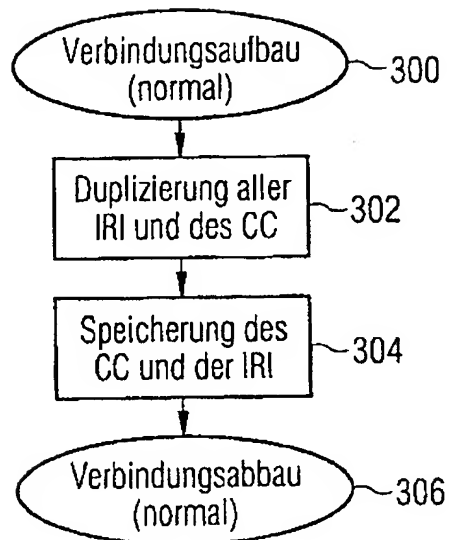 Verbindungsaufbau
(normal)
300
Duplizierung aller
IRI und des CC
302
Speicherung des
CC und der IRI
304
Verbindungsabbau
(normal)
306